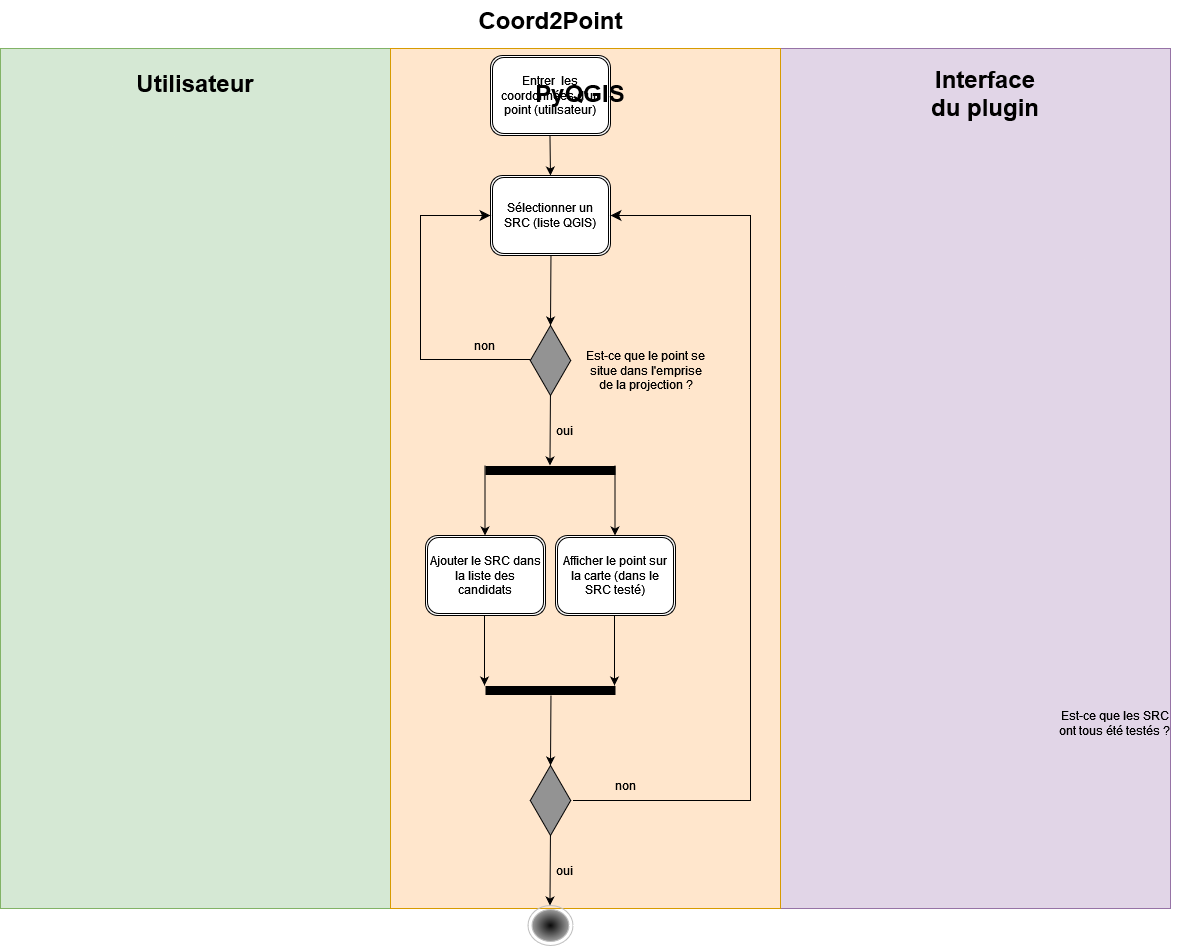 Coord2Point
Utilisateur
PyQGIS
Interface
du plugin
Entrer les
coordonnées d'un
point (utilisateur)
Sélectionner un
SRC (liste QGIS)
non
Est-ce que le point se
situe dans l'emprise
de la projection ?
oui
Ajouter le SRC dans
la liste des
candidats
Afficher le point sur
la carte (dans le
SRC testé)
Est-ce que les SRC
ont tous été testés ?
non
oui